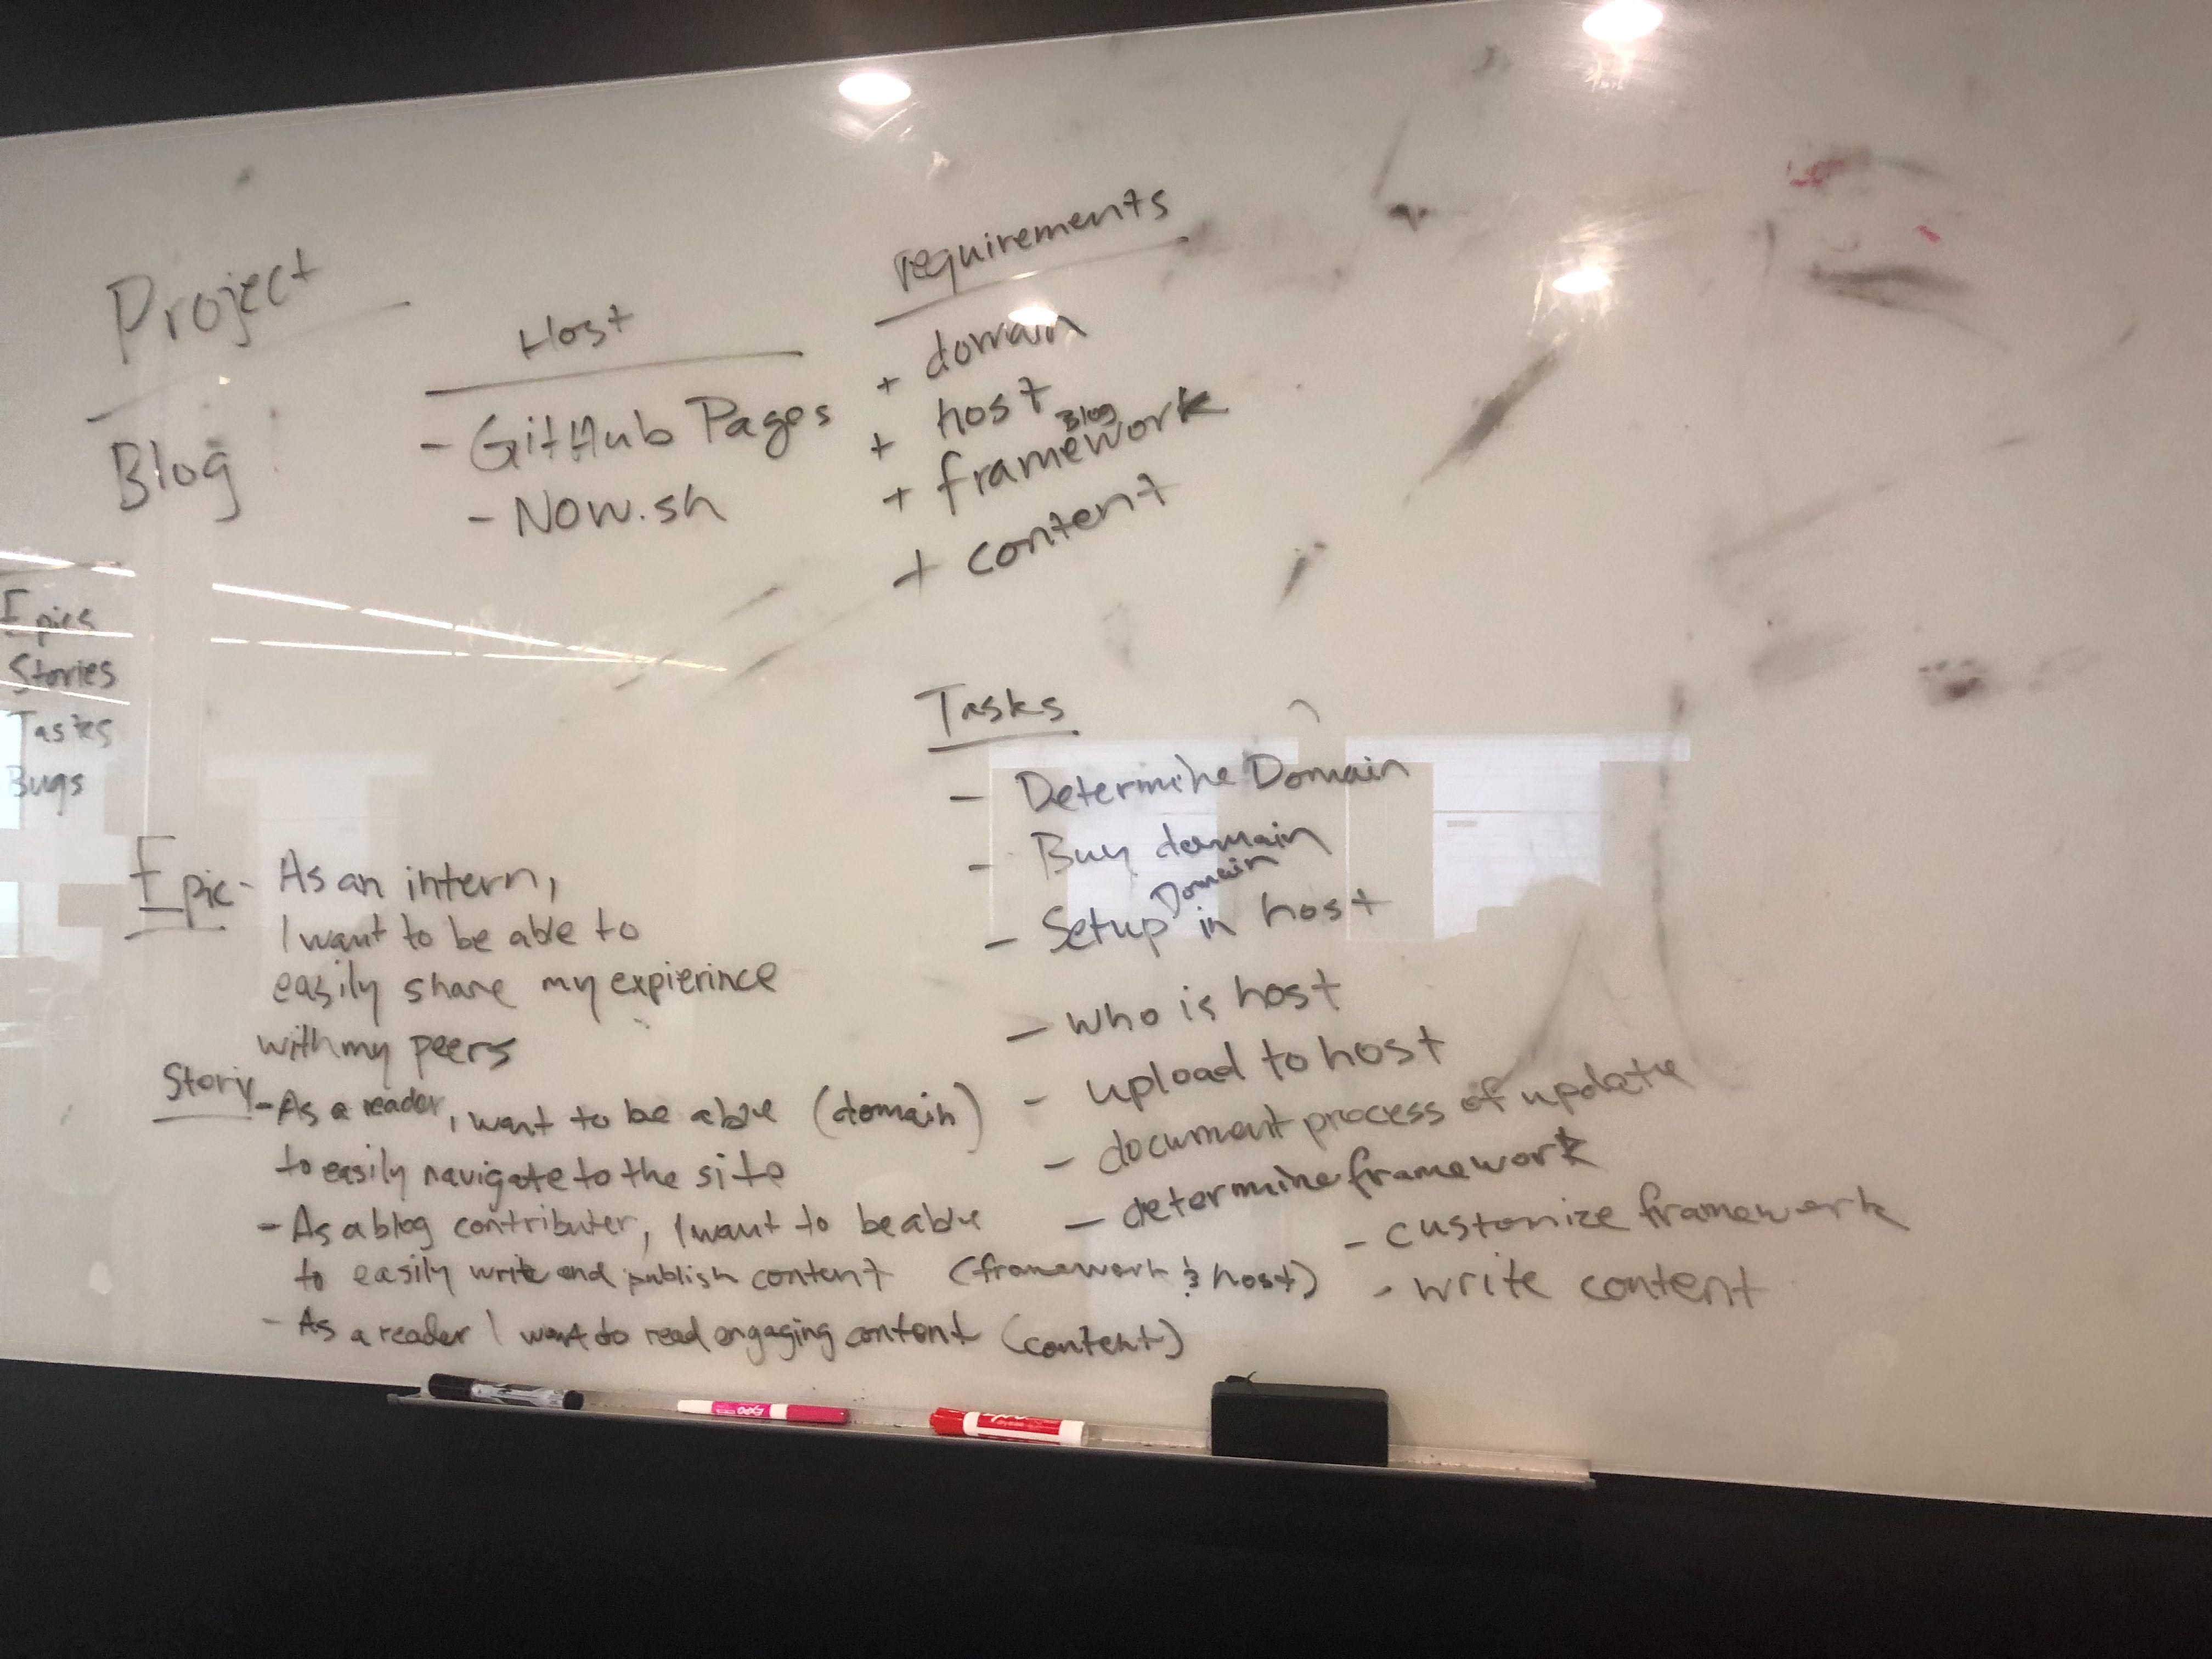 Project
Blog
Host
- GitHub Pages
- Now.sh
requirements
+ domain
+ host
Blog
+ framework
+ content
Epics
Stories
Tasks
Bugs
Epic - As an intern,
I want to be able to
easily share my expierince
with my peers
Story - As a reader, I want to be able (domain)
to easily navigate to the site
- As a blog contributer, I want to be able
to easily write and publish content (framework & host)
- As a reader I want to read engaging content (content)
Tasks
- Determine Domain
- Buy domain
Domain
- Setup in host
- who is host
- upload to host
- document process of update
- determine framework
- customize framework
- write content
EXPO